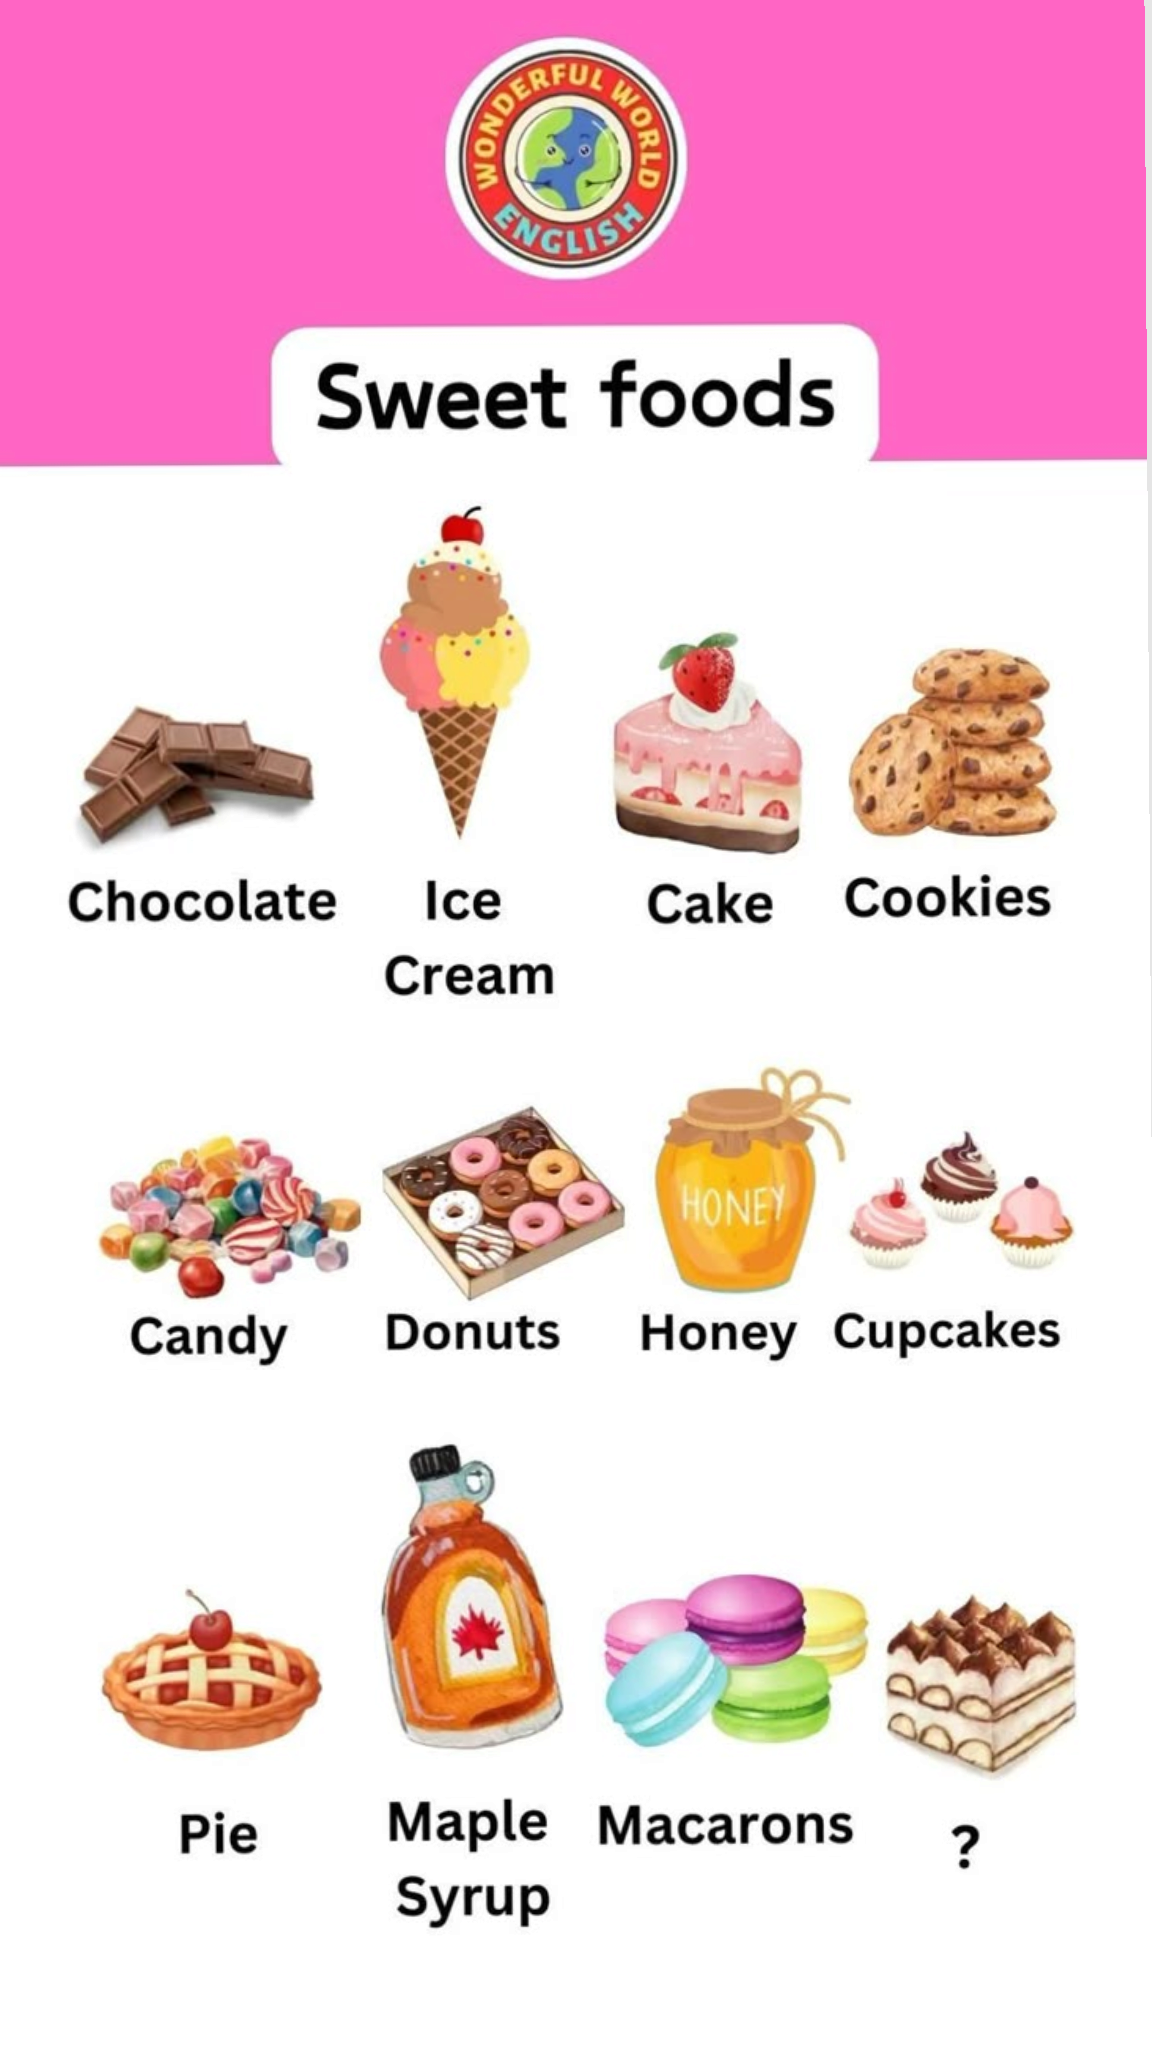 WONDERFUL WORLD
ENGLISH
Sweet foods
Chocolate
Ice
Cream
Cake
Cookies
HONEY
Candy
Donuts
Honey
Cupcakes
Pie
Maple
Syrup
Macarons
?